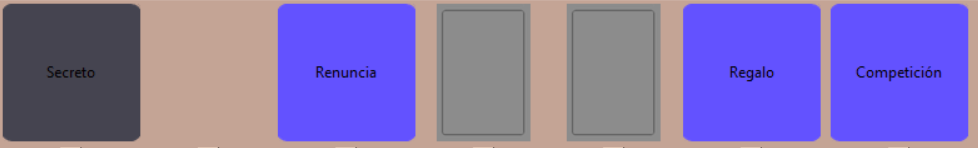 Secreto
Renuncia
Regalo
Competición